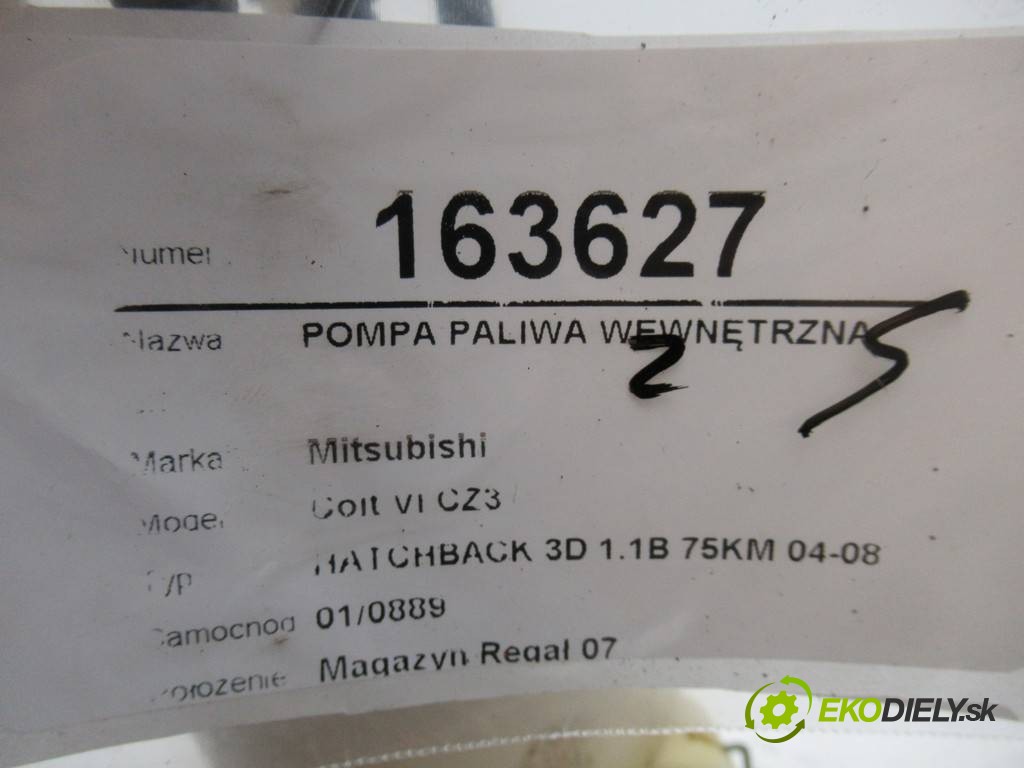 Numer 163627
Nazwa POMPA PALIWA WEWNĘTRZNA
2 5
Marka Mitsubishi
Model Colt VI CZ3
Typ HATCHBACK 3D 1.1B 75KM 04-08
Samochód 01/0889
Położenie Magazyn Regał 07
EKODIELY.sk